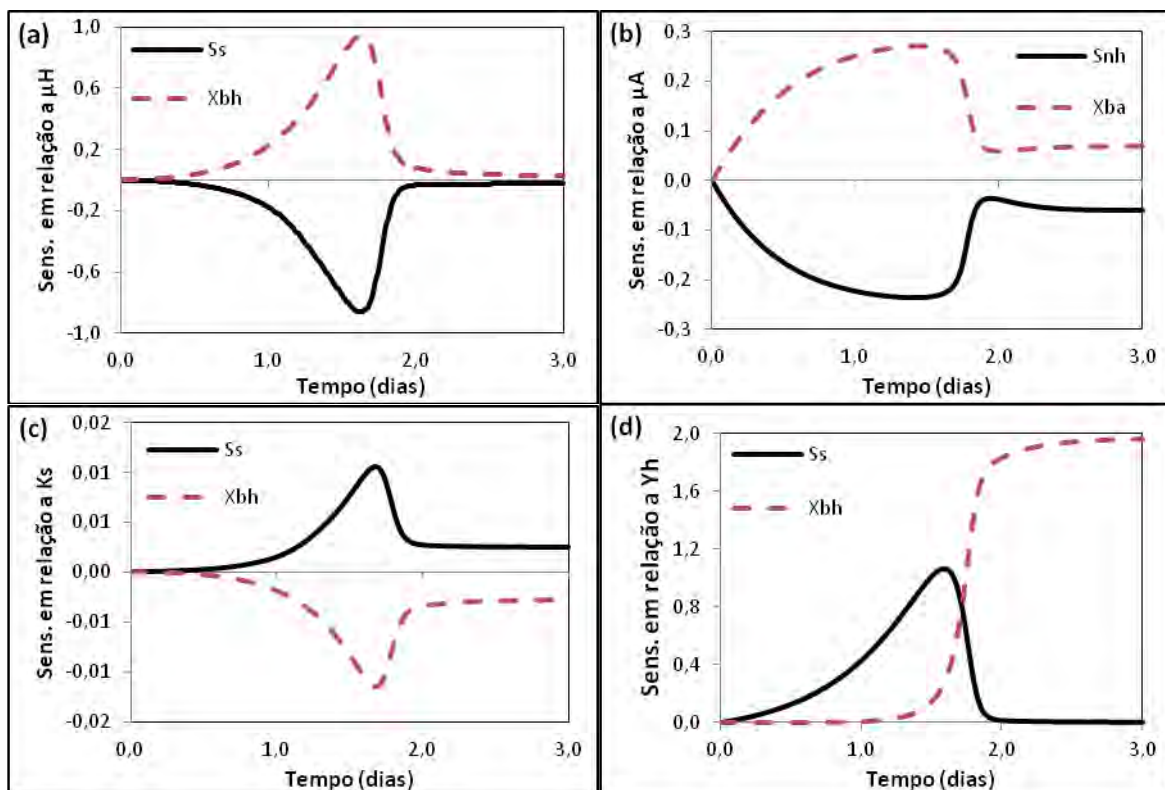 (a)
Ss
Xbh
Sens. em relação a µH
1,0
0,6
0,2
-0,2
-0,6
-1,0
0,0 1,0 2,0 3,0
Tempo (dias)
(b)
Snh
Xba
Sens. em relação a µA
0,3
0,2
0,1
0,0
-0,1
-0,2
-0,3
0,0 1,0 2,0 3,0
Tempo (dias)
(c)
Ss
Xbh
Sens. em relação a Ks
0,02
0,01
0,01
0,00
-0,01
-0,01
-0,02
0,0 1,0 2,0 3,0
Tempo (dias)
(d)
Ss
Xbh
Sens. em relação a Yh
2,0
1,6
1,2
0,8
0,4
0,0
0,0 1,0 2,0 3,0
Tempo (dias)